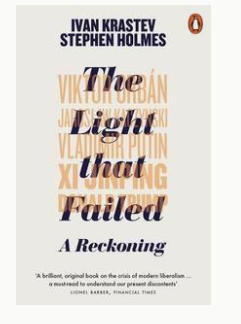 IVAN KRASTEV
STEPHEN HOLMES
The
VIKTOR ORBÁN
Light
JAROSŁAW KACZYŃSKI
that
VLADIMIR PUTIN
XI JINPING
Failed
DONALD TRUMP
A Reckoning
'A brilliant, original book on the crisis of modern liberalism ...
a must-read to understand our present discontents'
LIONEL BARBER, FINANCIAL TIMES